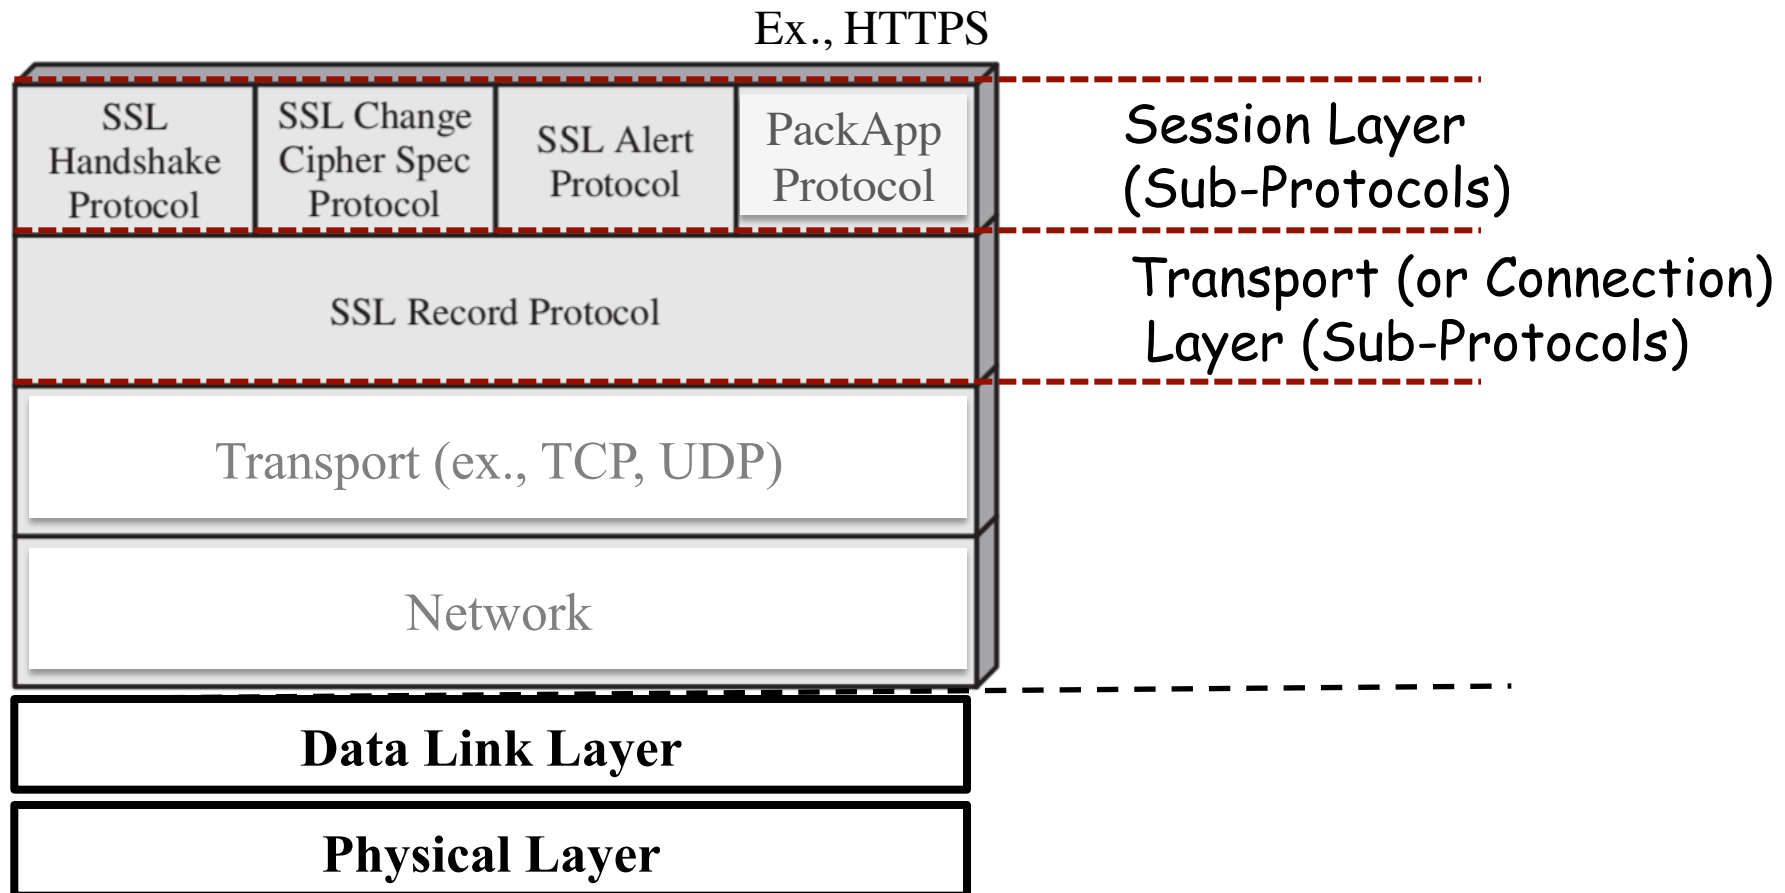 Ex., HTTPS
SSL
Handshake
Protocol
SSL Change
Cipher Spec
Protocol
SSL Alert
Protocol
PackApp
Protocol
Session Layer
(Sub-Protocols)
SSL Record Protocol
Transport (or Connection)
Layer (Sub-Protocols)
Transport (ex., TCP, UDP)
Network
Data Link Layer
Physical Layer